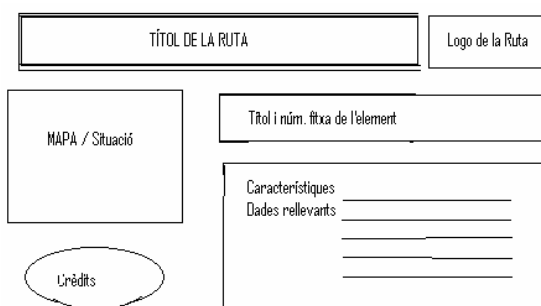 TÍTOL DE LA RUTA
Logo de la Ruta
MAPA / Situació
Títol i núm. fitxa de l'element
Característiques
Dades rellevants
Crèdits